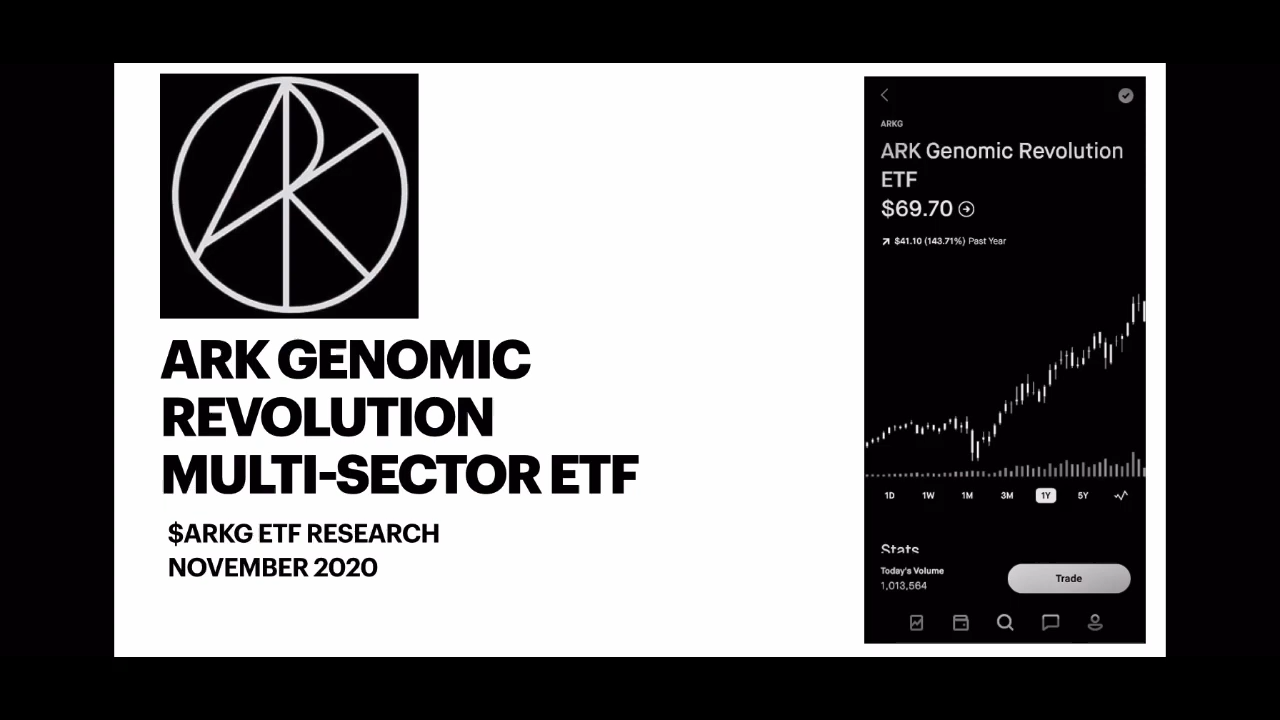 ARK GENOMIC
REVOLUTION
MULTI-SECTOR ETF
$ARKG ETF RESEARCH
NOVEMBER 2020
ARKG
ARK Genomic Revolution
ETF
$69.70
$41.10 (143.71%) Past Year
1D 1W 1M 3M 1Y 5Y
Stats
Today's Volume
1,013,564
Trade